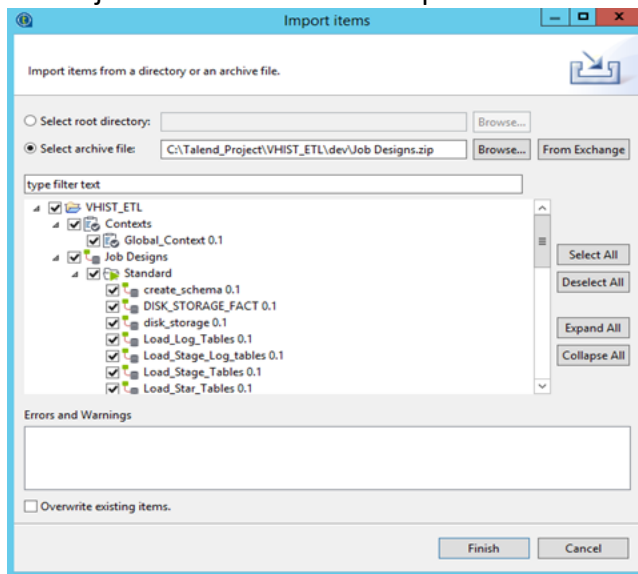 Import items
Import items from a directory or an archive file.
Select root directory: Browse...
Select archive file: C:\Talend_Project\VHIST_ETL\dev\Job Designs.zip Browse... From Exchange
type filter text
VHIST_ETL
Contexts
Global_Context 0.1
Job Designs
Standard
create_schema 0.1
DISK_STORAGE_FACT 0.1
disk_storage 0.1
Load_Log_Tables 0.1
Load_Stage_Log_tables 0.1
Load_Stage_Tables 0.1
Load_Star_Tables 0.1
Select All
Deselect All
Expand All
Collapse All
Errors and Warnings
Overwrite existing items.
Finish Cancel